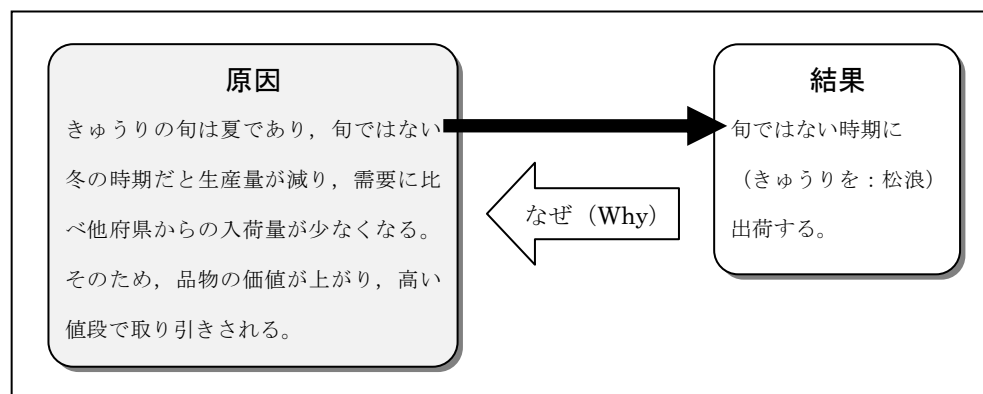 原因
きゅうりの旬は夏であり，旬ではない
冬の時期だと生産量が減り，需要に比
べ他府県からの入荷量が少なくなる。
そのため，品物の価値が上がり，高い
値段で取り引きされる。
なぜ（Why）
結果
旬ではない時期に
（きゅうりを：松浪）
出荷する。